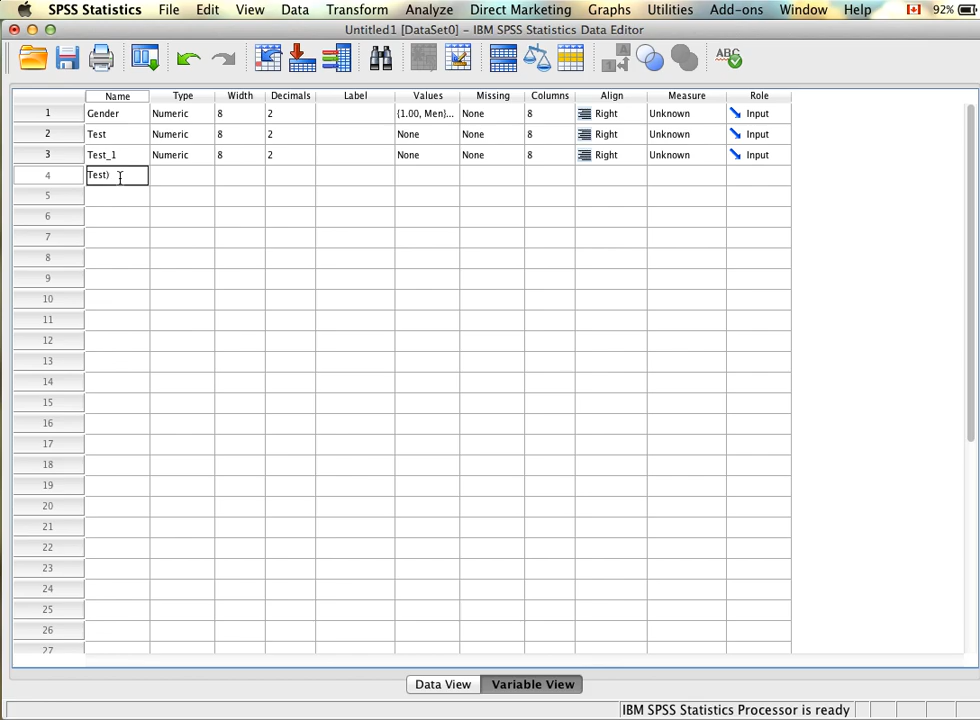 SPSS Statistics File Edit View Data Transform Analyze Direct Marketing Graphs Utilities Add-ons Window Help 92%
Untitled1 [DataSet0] – IBM SPSS Statistics Data Editor
ABC
Name Type Width Decimals Label Values Missing Columns Align Measure Role
1 Gender Numeric 8 2 {1.00, Men}... None 8 Right Unknown Input
2 Test Numeric 8 2 None None 8 Right Unknown Input
3 Test_1 Numeric 8 2 None None 8 Right Unknown Input
4 Test)
5
6
7
8
9
10
11
12
13
14
15
16
17
18
19
20
21
22
23
24
25
26
27
Data View Variable View
IBM SPSS Statistics Processor is ready